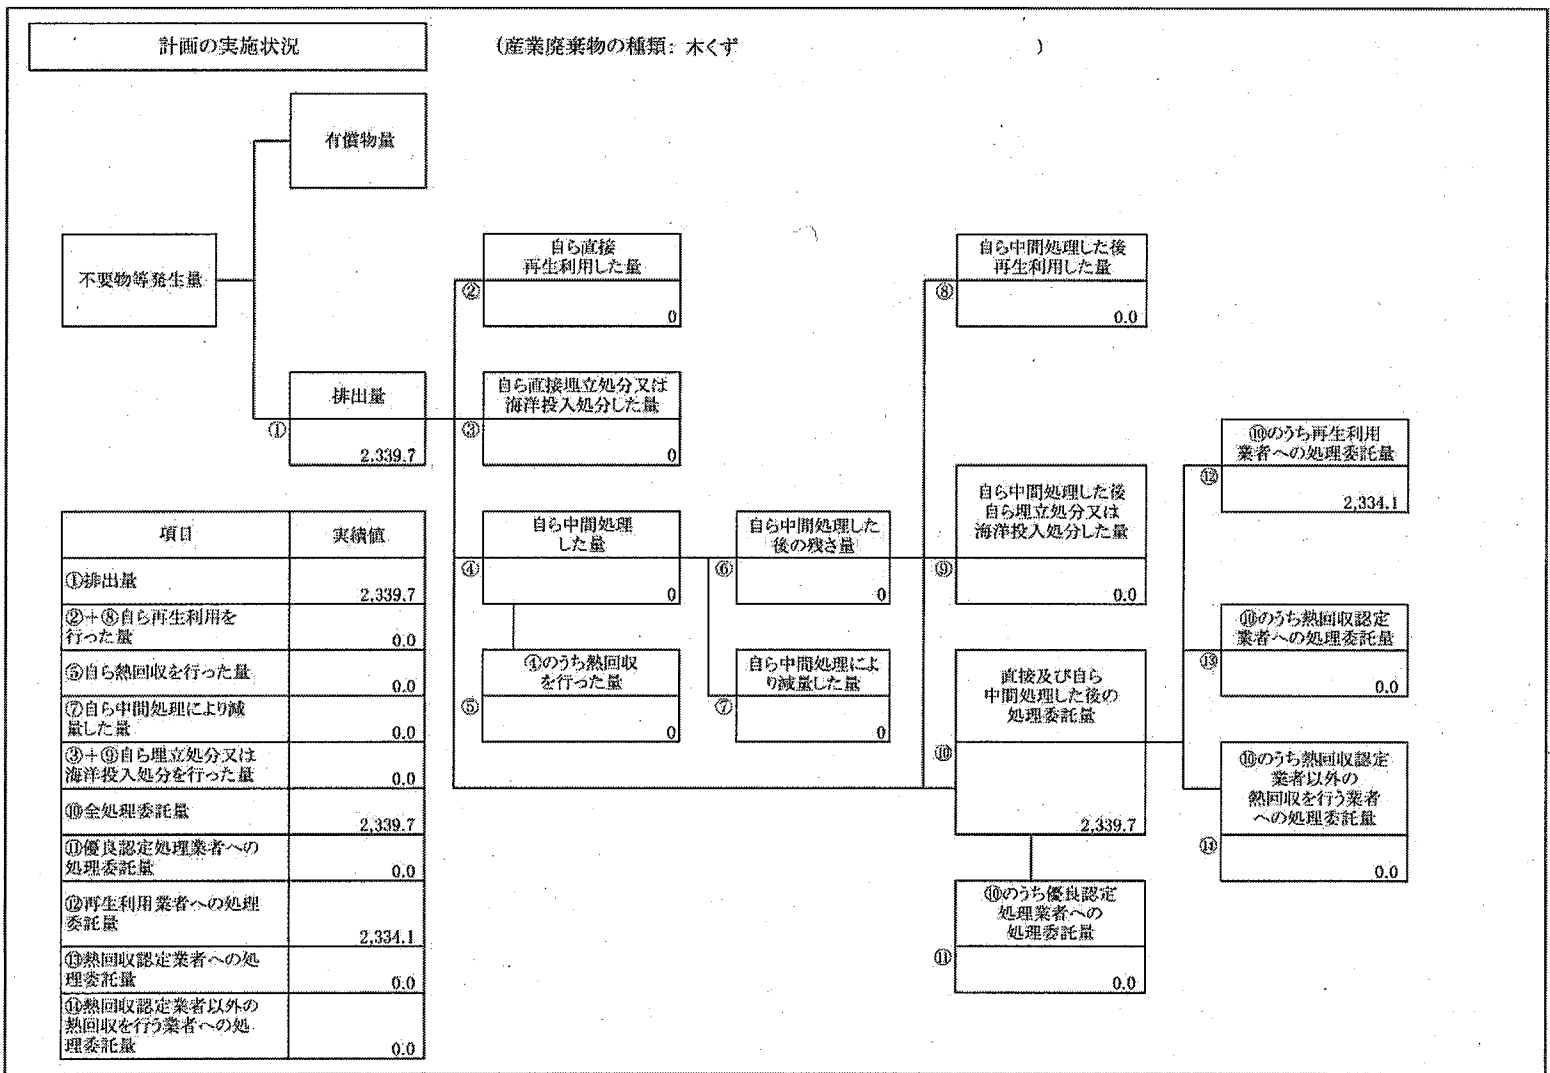 計画の実施状況
(産業廃棄物の種類: 木くず )
有償物量
不要物等発生量
排出量
①
2,339.7
自ら直接
再生利用した量
②
0
自ら直接埋立処分又は
海洋投入処分した量
③
0
自ら中間処理
した量
④
0
④のうち熱回収
を行った量
⑤
0
自ら中間処理した
後の残さ量
⑥
0
自ら中間処理によ
り減量した量
⑦
0
自ら中間処理した後
再生利用した量
⑧
0.0
自ら中間処理した後
自ら埋立処分又は
海洋投入処分した量
⑨
0.0
直接及び自ら
中間処理した後の
処理委託量
⑩
2,339.7
⑩のうち優良認定
処理業者への
処理委託量
⑪
0.0
⑩のうち再生利用
業者への処理委託量
⑫
2,334.1
⑩のうち熱回収認定
業者への処理委託量
⑬
0.0
⑩のうち熱回収認定
業者以外の
熱回収を行う業者
への処理委託量
⑭
0.0
項目 実績値
①排出量 2,339.7
②+⑧自ら再生利用を
行った量 0.0
⑤自ら熱回収を行った量 0.0
⑦自ら中間処理により減
量した量 0.0
③+⑨自ら埋立処分又は
海洋投入処分を行った量 0.0
⑩全処理委託量 2,339.7
⑪優良認定処理業者への
処理委託量 0.0
⑫再生利用業者への処理
委託量 2,334.1
⑬熱回収認定業者への処
理委託量 0.0
⑭熱回収認定業者以外の
熱回収を行う業者への処
理委託量 0.0